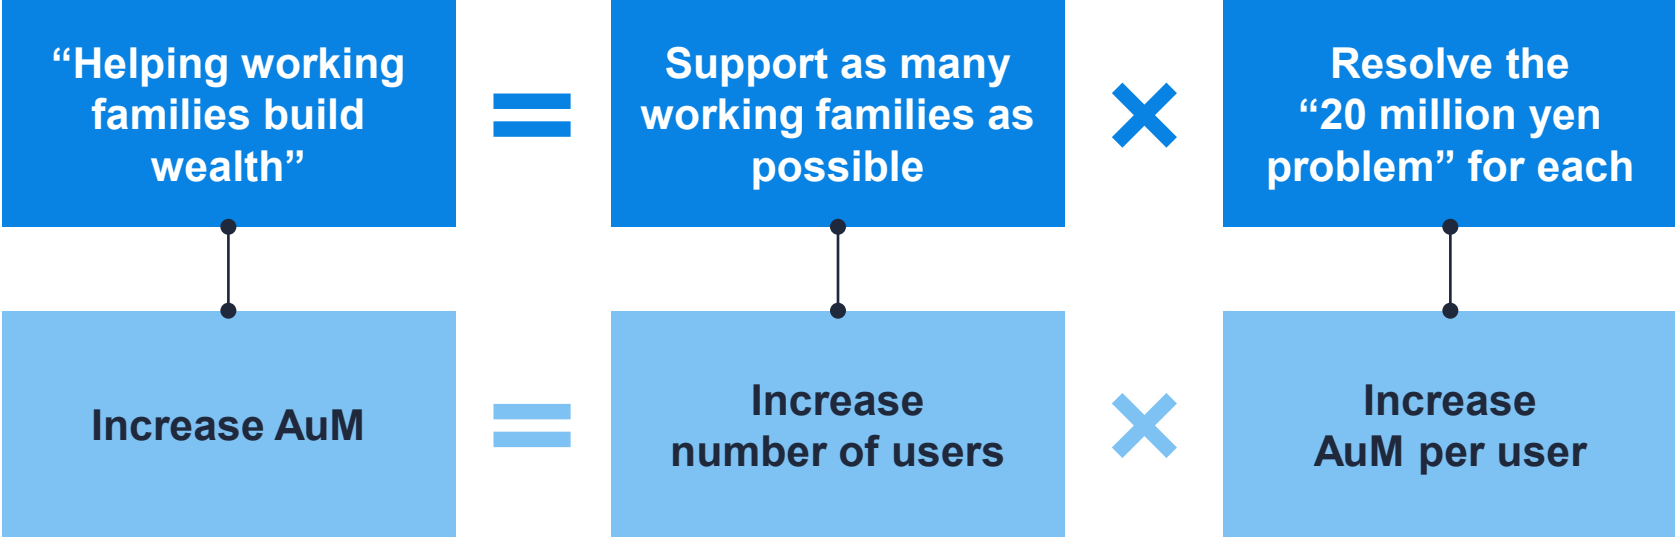 “Helping working
families build
wealth”
=
Support as many
working families as
possible
×
Resolve the
“20 million yen
problem” for each
Increase AuM
=
Increase
number of users
×
Increase
AuM per user